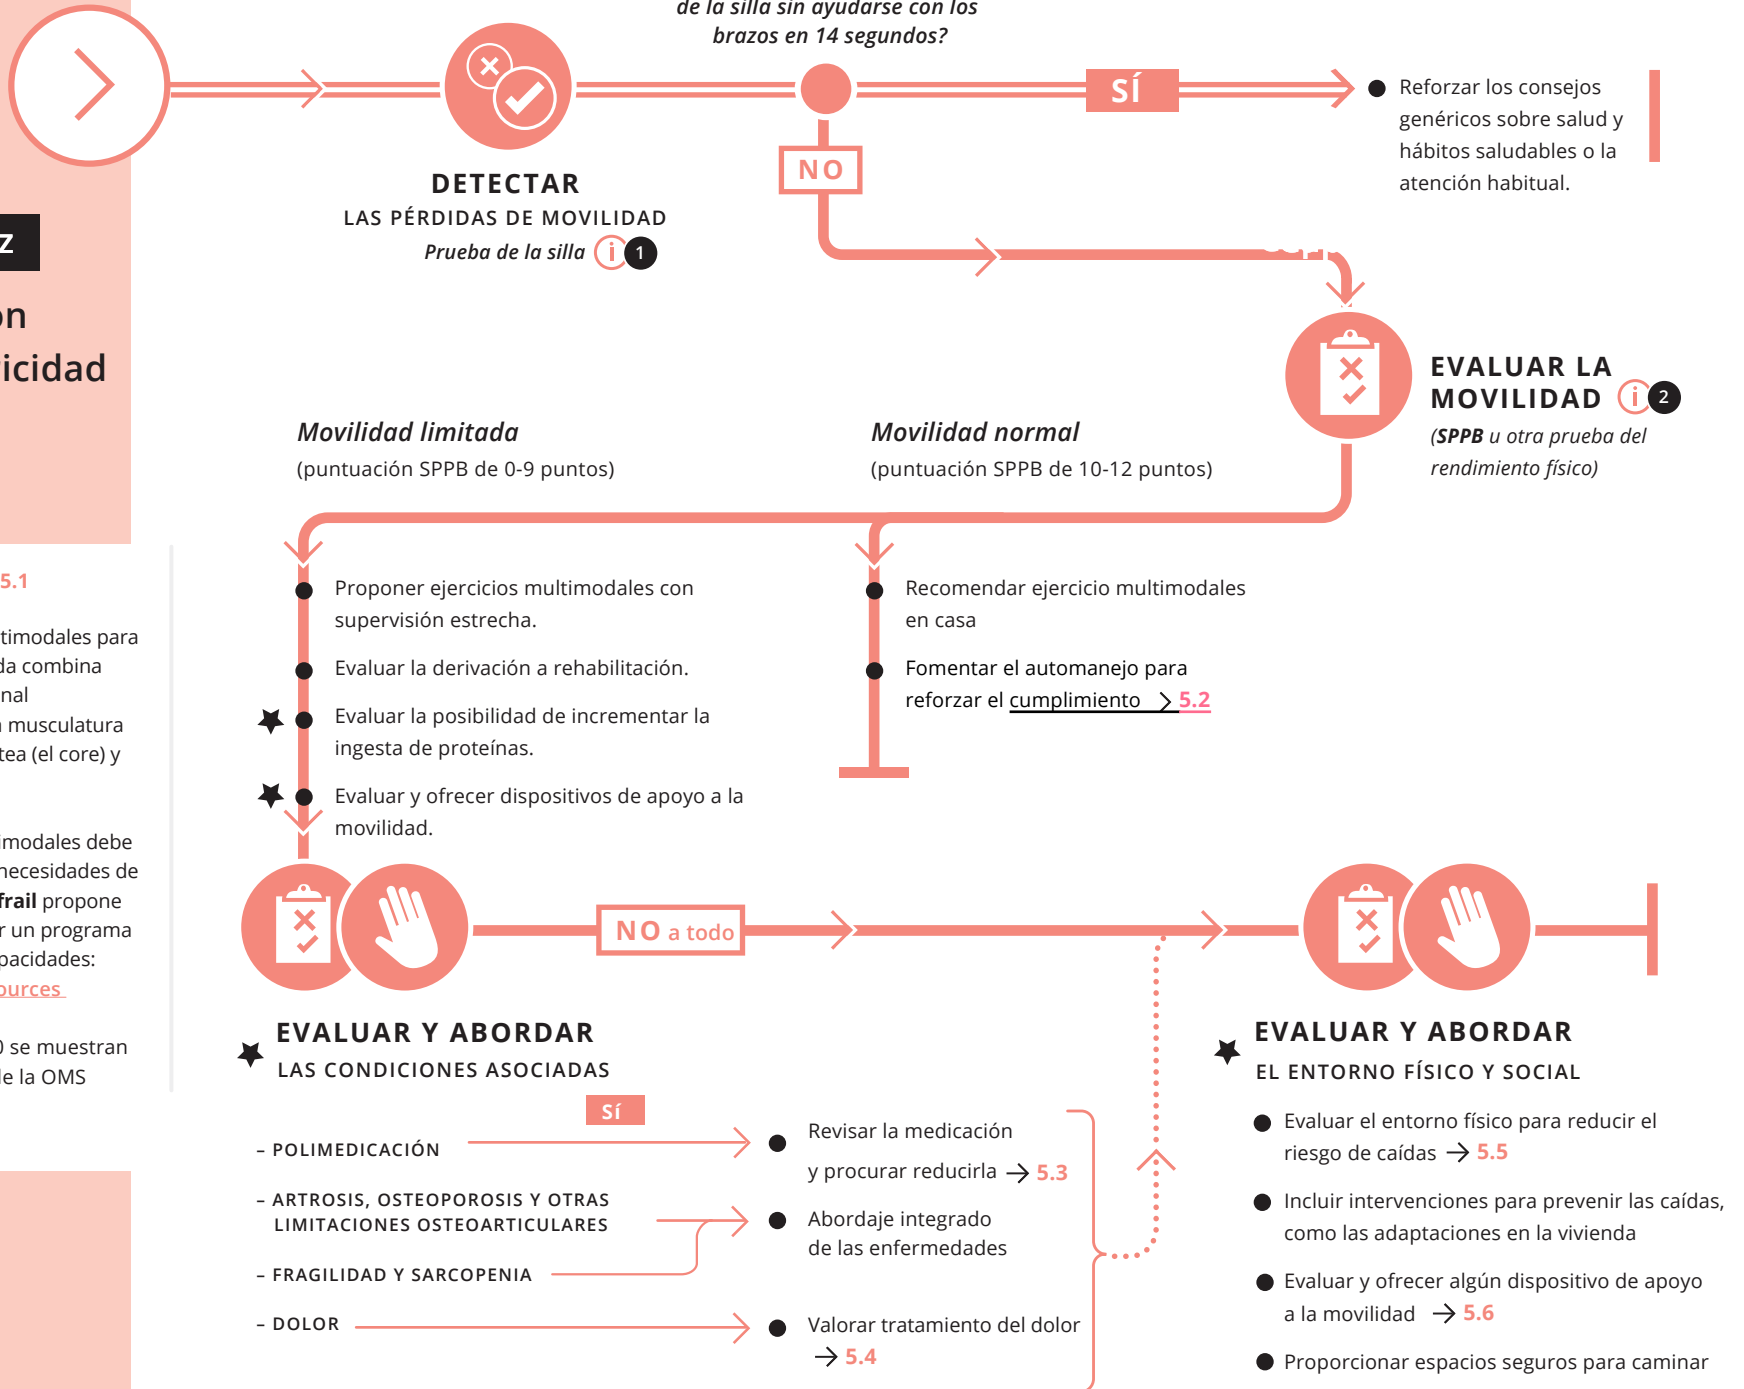 de la silla sin ayudarse con los
brazos en 14 segundos?
SÍ
Reforzar los consejos
genéricos sobre salud y
hábitos saludables o la
atención habitual.
NO
DETECTAR
LAS PÉRDIDAS DE MOVILIDAD
Prueba de la silla i 1
z
on
icidad
EVALUAR LA
MOVILIDAD i 2
(SPPB u otra prueba del
rendimiento físico)
Movilidad limitada
(puntuación SPPB de 0-9 puntos)
Movilidad normal
(puntuación SPPB de 10-12 puntos)
5.1
timodales para
da combina
nal
musculatura
tea (el core) y
imodales debe
necesidades de
frail propone
r un programa
pacidades:
ources
0 se muestran
de la OMS
Proponer ejercicios multimodales con
supervisión estrecha.
Evaluar la derivación a rehabilitación.
Evaluar la posibilidad de incrementar la
ingesta de proteínas.
Evaluar y ofrecer dispositivos de apoyo a la
movilidad.
Recomendar ejercicio multimodales
en casa
Fomentar el automanejo para
reforzar el cumplimiento 5.2
NO a todo
EVALUAR Y ABORDAR
LAS CONDICIONES ASOCIADAS
Sí
– POLIMEDICACIÓN
– ARTROSIS, OSTEOPOROSIS Y OTRAS
LIMITACIONES OSTEOARTICULARES
– FRAGILIDAD Y SARCOPENIA
– DOLOR
Revisar la medicación
y procurar reducirla → 5.3
Abordaje integrado
de las enfermedades
Valorar tratamiento del dolor
→ 5.4
EVALUAR Y ABORDAR
EL ENTORNO FÍSICO Y SOCIAL
Evaluar el entorno físico para reducir el
riesgo de caídas → 5.5
Incluir intervenciones para prevenir las caídas,
como las adaptaciones en la vivienda
Evaluar y ofrecer algún dispositivo de apoyo
a la movilidad → 5.6
Proporcionar espacios seguros para caminar